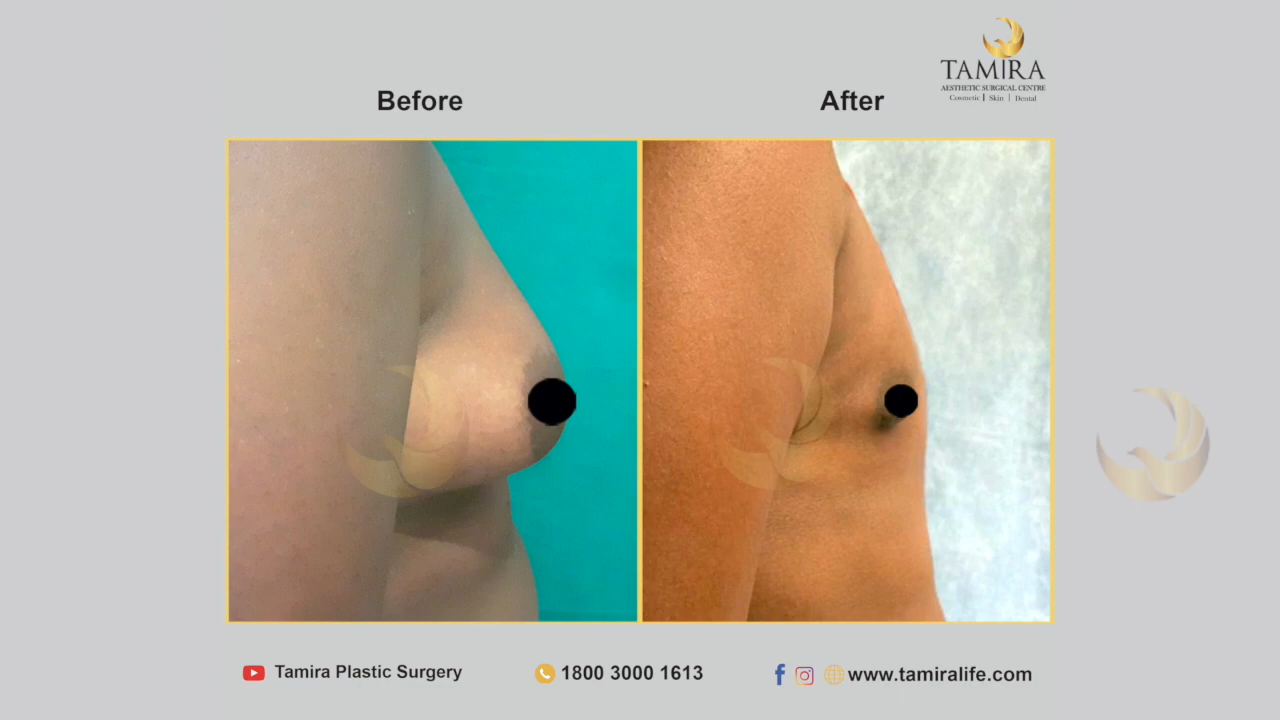 TAMIRA
AESTHETIC SURGICAL CENTRE
Cosmetic | Skin | Dental
Before
After
Tamira Plastic Surgery
1800 3000 1613
www.tamiralife.com